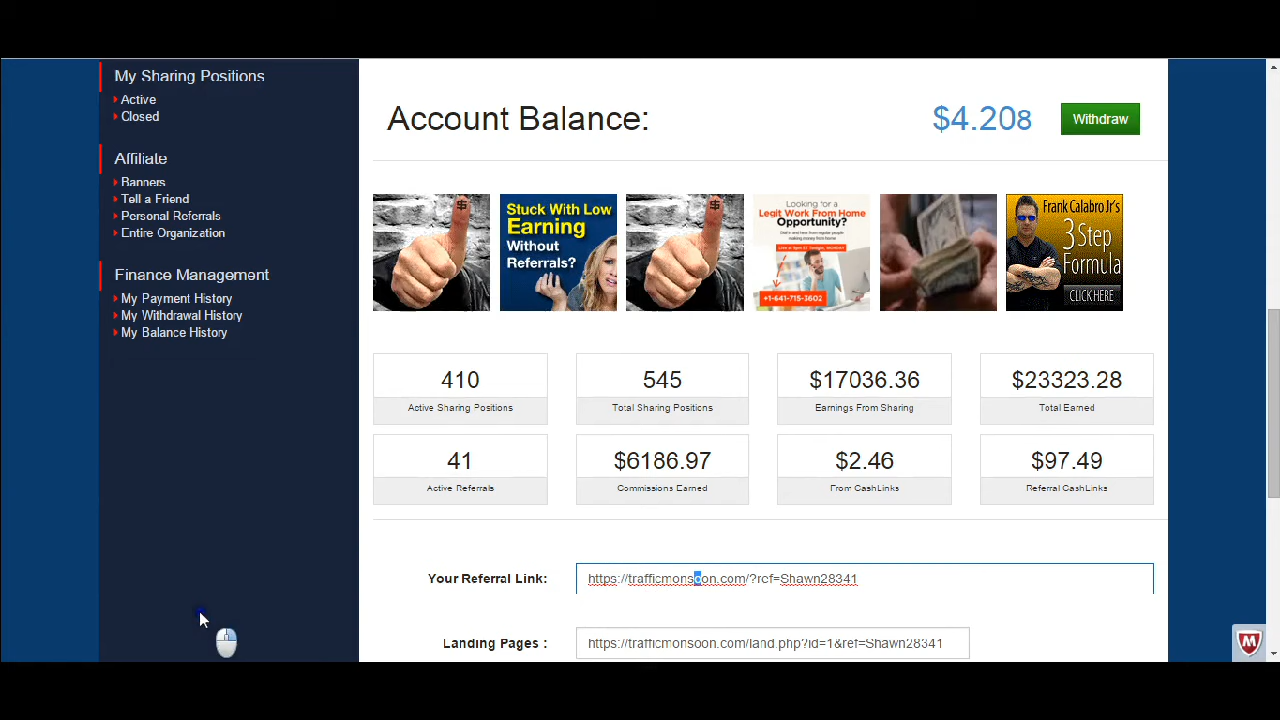 My Sharing Positions
Active
Closed
Affiliate
Banners
Tell a Friend
Personal Referrals
Entire Organization
Finance Management
My Payment History
My Withdrawal History
My Balance History
Account Balance:
$4.208
Withdraw
$
Stuck With Low
Earning
Without
Referrals?
$
Looking for a
Legit Work From Home
Opportunity?
+1-641-715-3602
Frank Calabro Jr's
3 Step
Formula
CLICK HERE
410
Active Sharing Positions
545
Total Sharing Positions
$17036.36
Earnings From Sharing
$23323.28
Total Earned
41
Active Referrals
$6186.97
Commissions Earned
$2.46
From CashLinks
$97.49
Referral CashLinks
Your Referral Link:
https://trafficmonsoon.com/?ref=Shawn28341
Landing Pages :
https://trafficmonsoon.com/land.php?id=1&ref=Shawn28341
M